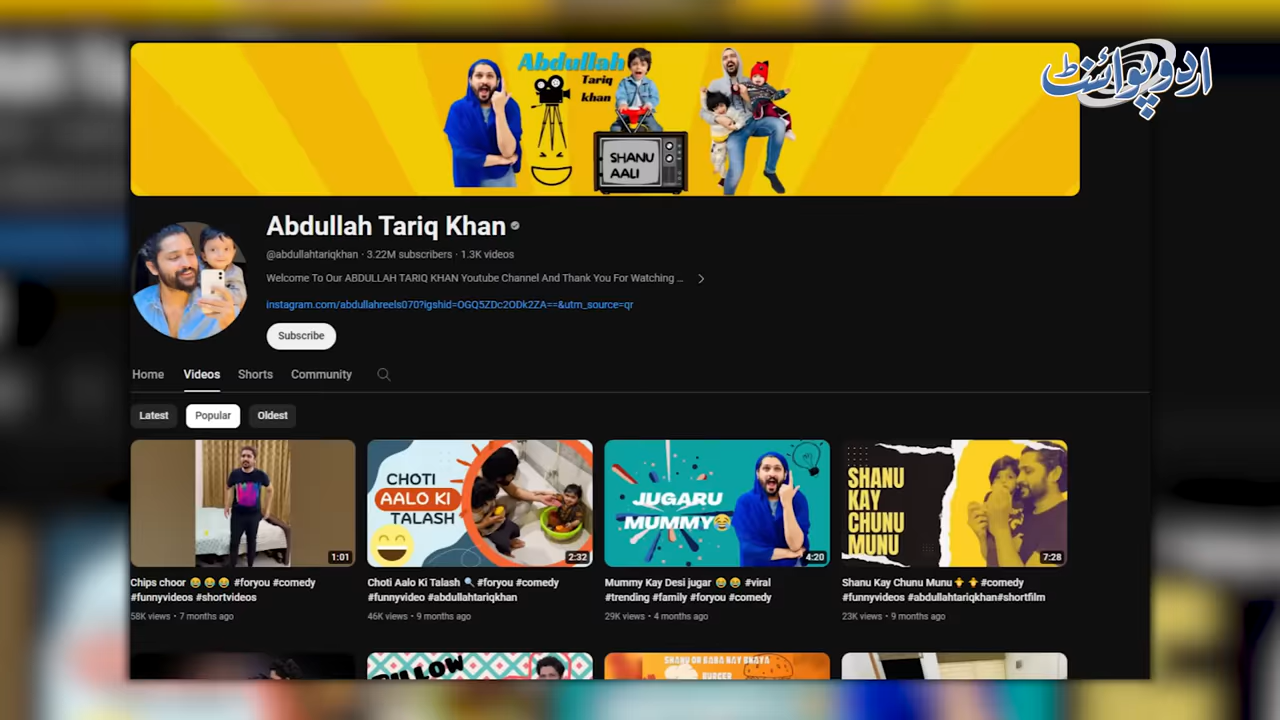 اردو پوائنٹ
Abdullah
Tariq
khan
SHANU
AALI
Abdullah Tariq Khan
@abdullahtariqkhan · 3.22M subscribers · 1.3K videos
Welcome To Our ABDULLAH TARIQ KHAN Youtube Channel And Thank You For Watching ...
instagram.com/abdullahreels070?igshid=OGQ5ZDc2ODk2ZA==&utm_source=qr
Subscribe
Home Videos Shorts Community
Latest Popular Oldest
1:01
CHOTI
AALO KI
TALASH
2:32
JUGARU
MUMMY😂
4:20
SHANU
KAY
CHUNU
MUNU
7:28
Chips choor 😂 😂 😂 #foryou #comedy
#funnyvideos #shortvideos
58K views • 7 months ago
Choti Aalo Ki Talash 🔍 #foryou #comedy
#funnyvideo #abdullahtariqkhan
46K views • 9 months ago
Mummy Kay Desi jugar 😂 😂 #viral
#trending #family #foryou #comedy
29K views • 4 months ago
Shanu Kay Chunu Munu🐥 🐥 #comedy
#funnyvideos #abdullahtariqkhan#shortfilm
23K views • 9 months ago
SHANU OR BABA NAY BNAYA
BURGER